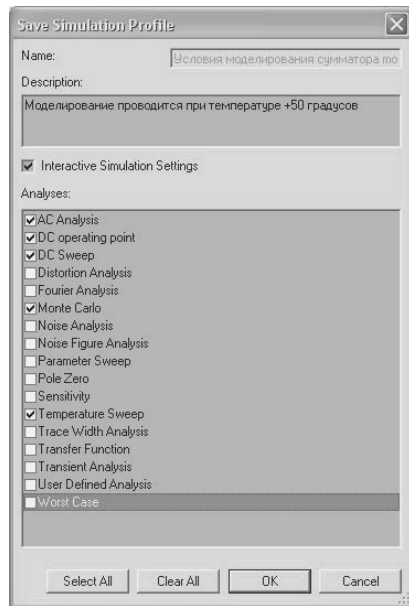 Save Simulation Profile
Name:
Условия моделирования сумматора то
Description:
Моделирование проводится при температуре +50 градусов
Interactive Simulation Settings
Analyses:
AC Analysis
DC operating point
DC Sweep
Distortion Analysis
Fourier Analysis
Monte Carlo
Noise Analysis
Noise Figure Analysis
Parameter Sweep
Pole Zero
Sensitivity
Temperature Sweep
Trace Width Analysis
Transfer Function
Transient Analysis
User Defined Analysis
Worst Case
Select All
Clear All
OK
Cancel